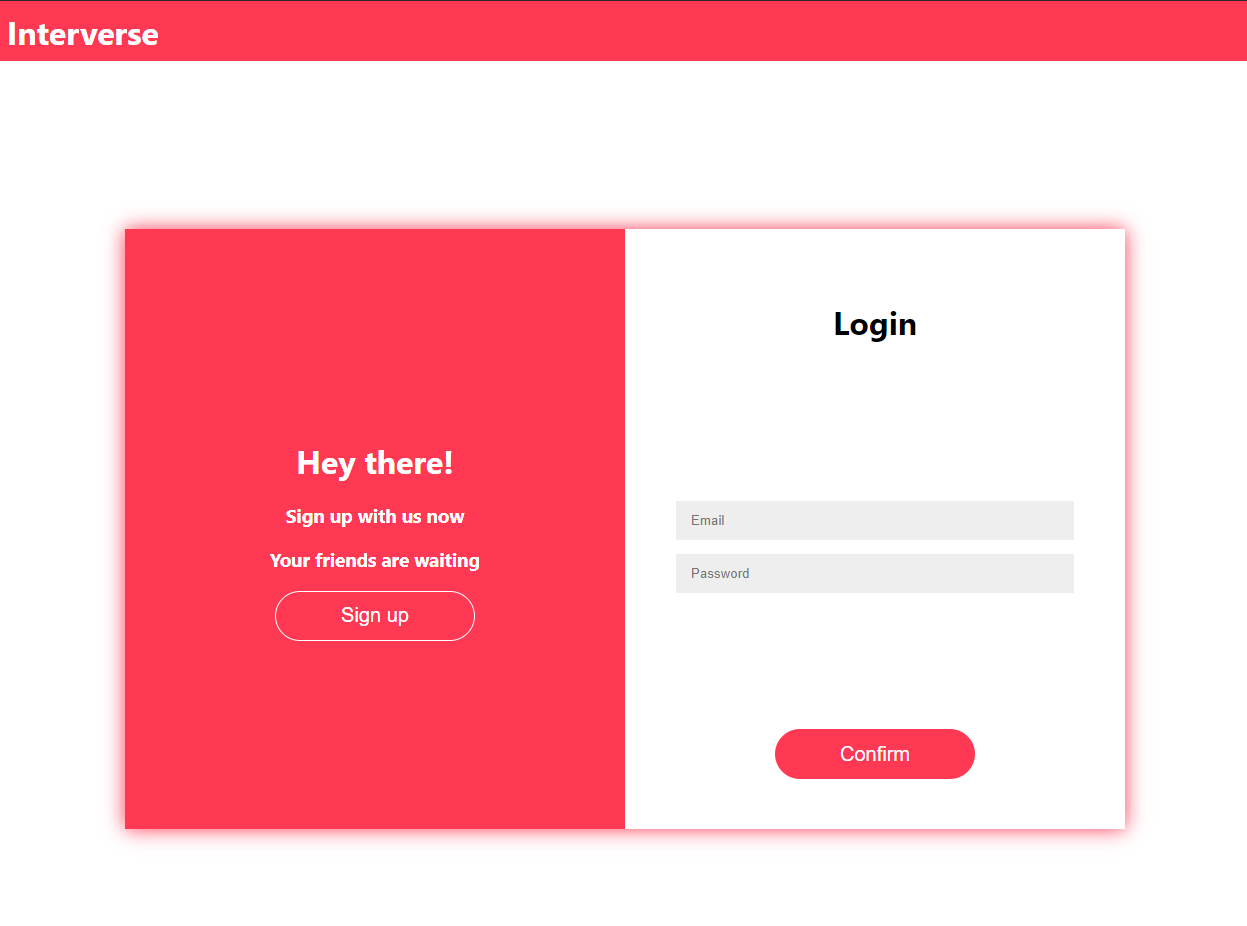 Interverse
Hey there!
Sign up with us now
Your friends are waiting
Sign up
Login
Email
Password
Confirm